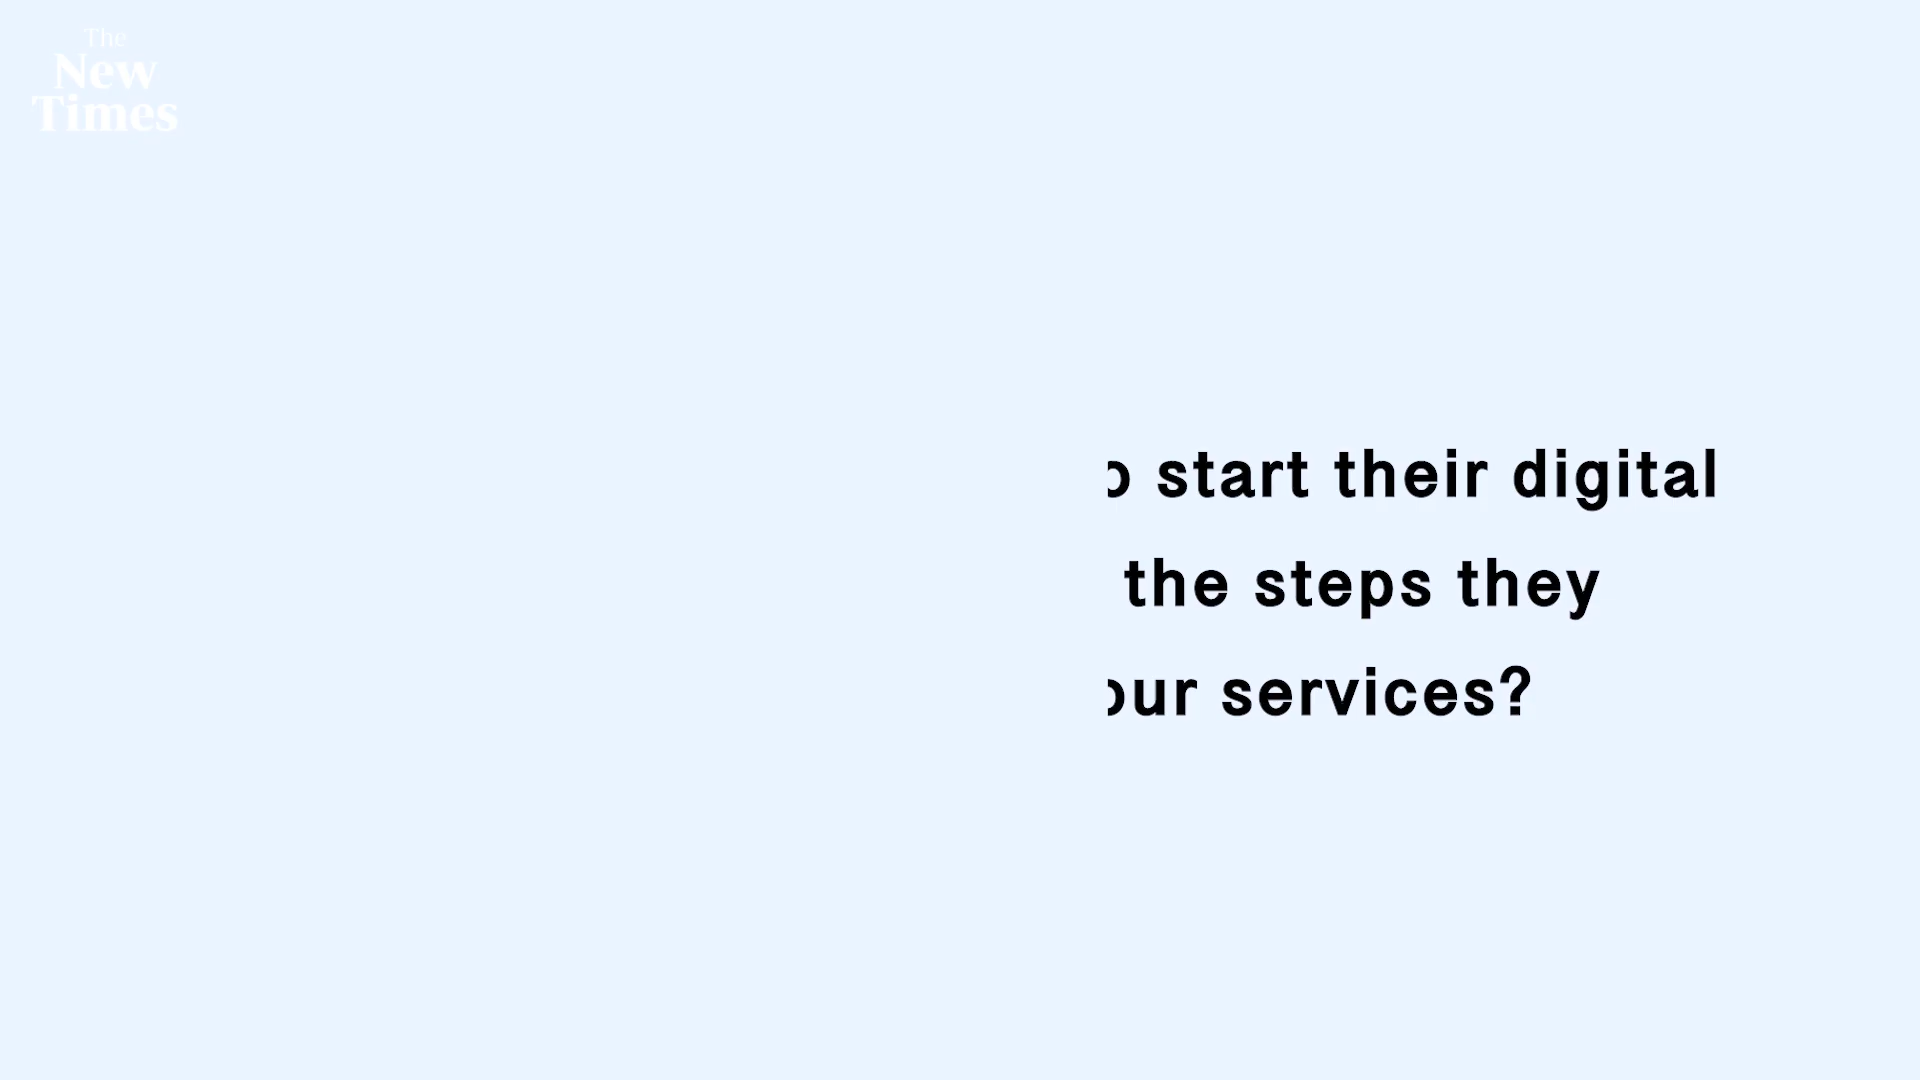 The
New
Times
start their digital
the steps they
services?